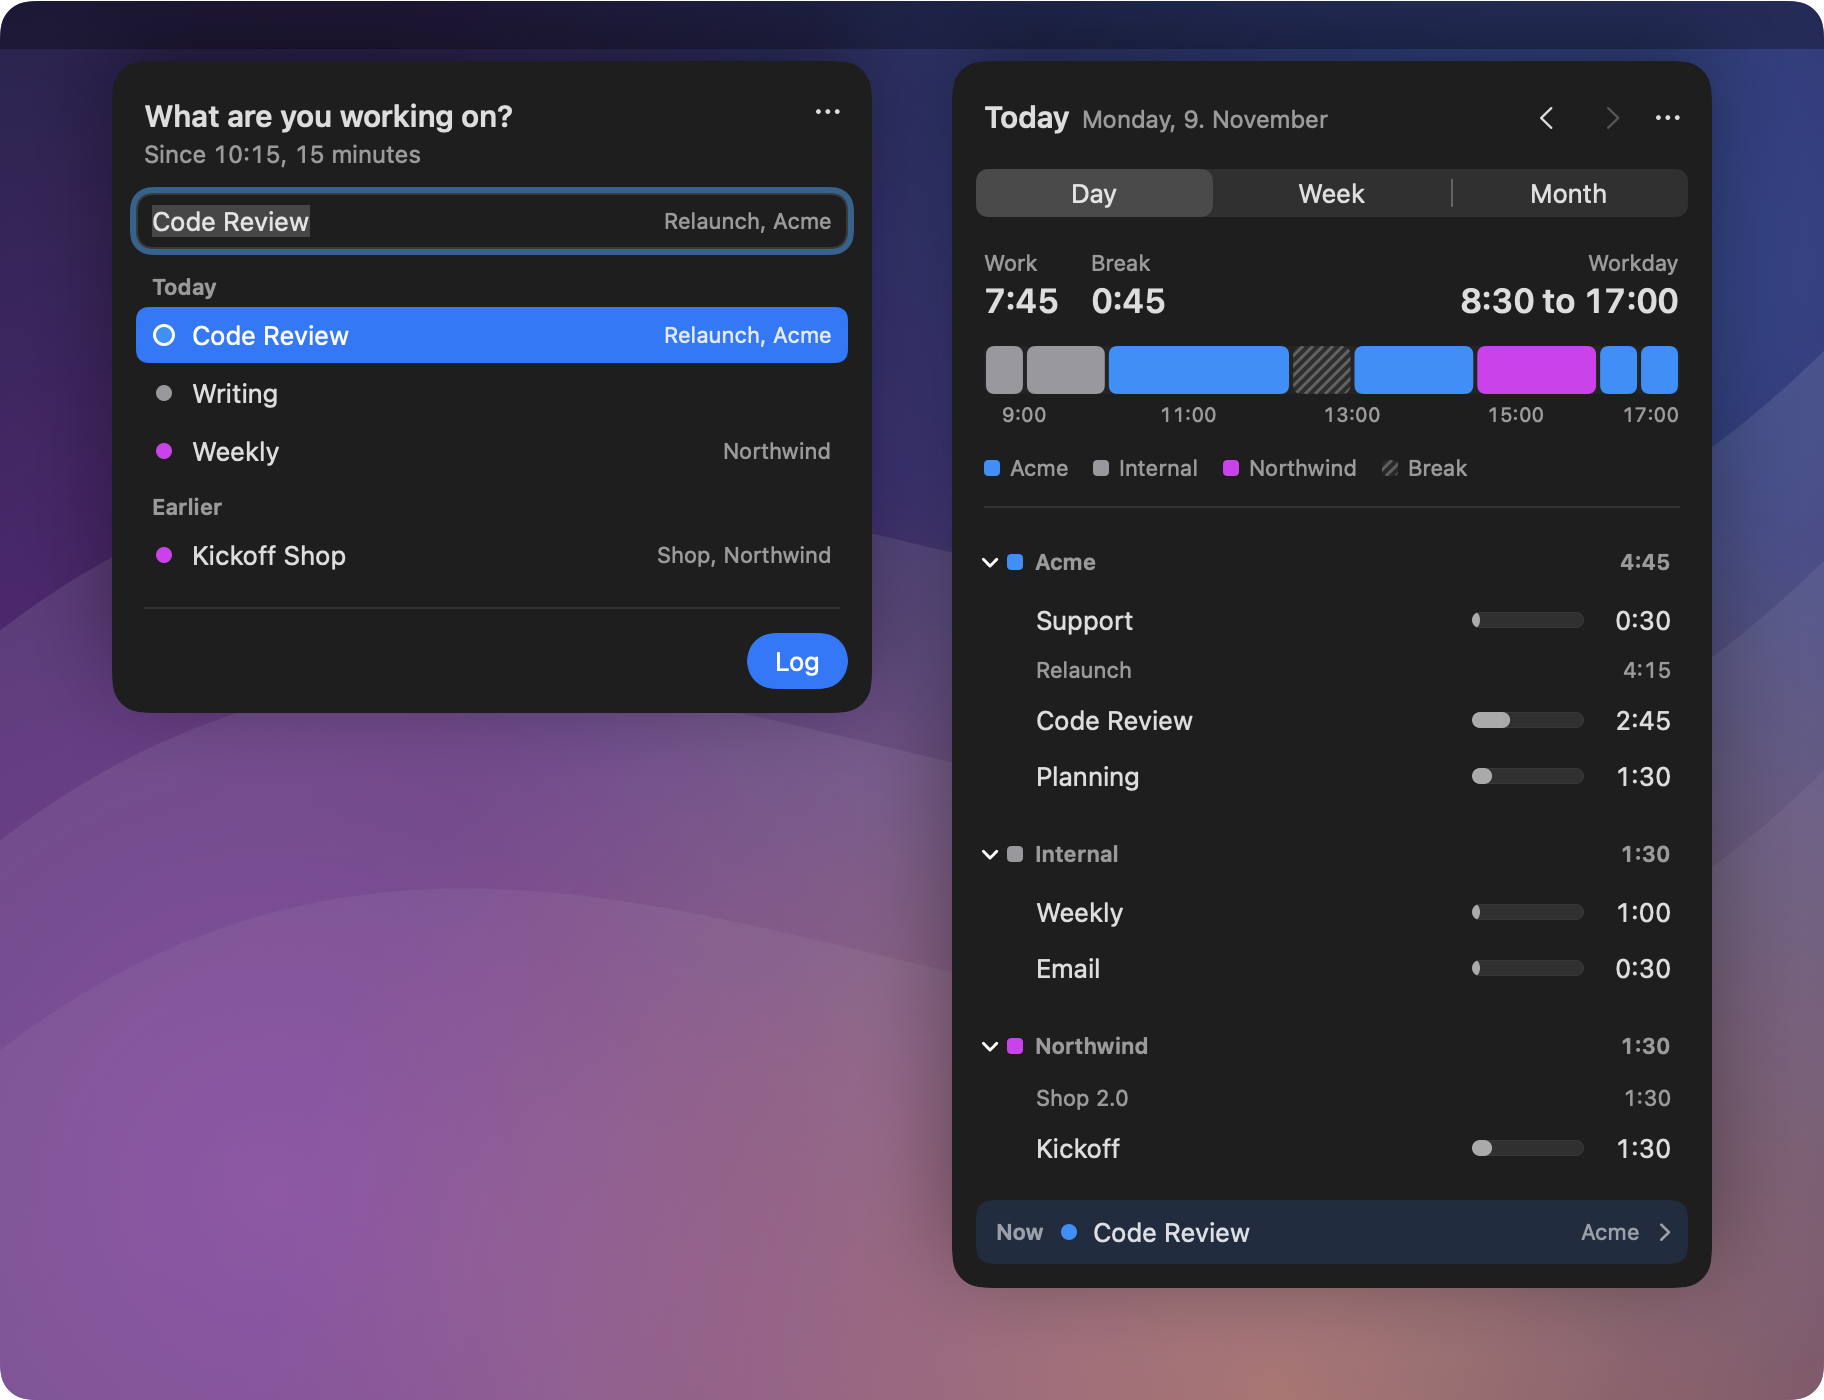 What are you working on?
Since 10:15, 15 minutes
Code Review Relaunch, Acme
Today
Code Review Relaunch, Acme
Writing
Weekly Northwind
Earlier
Kickoff Shop Shop, Northwind
Log
Today Monday, 9. November
Day Week Month
Work Break Workday
7:45 0:45 8:30 to 17:00
9:00 11:00 13:00 15:00 17:00
Acme Internal Northwind Break
Acme 4:45
Support 0:30
Relaunch 4:15
Code Review 2:45
Planning 1:30
Internal 1:30
Weekly 1:00
Email 0:30
Northwind 1:30
Shop 2.0 1:30
Kickoff 1:30
Now Code Review Acme